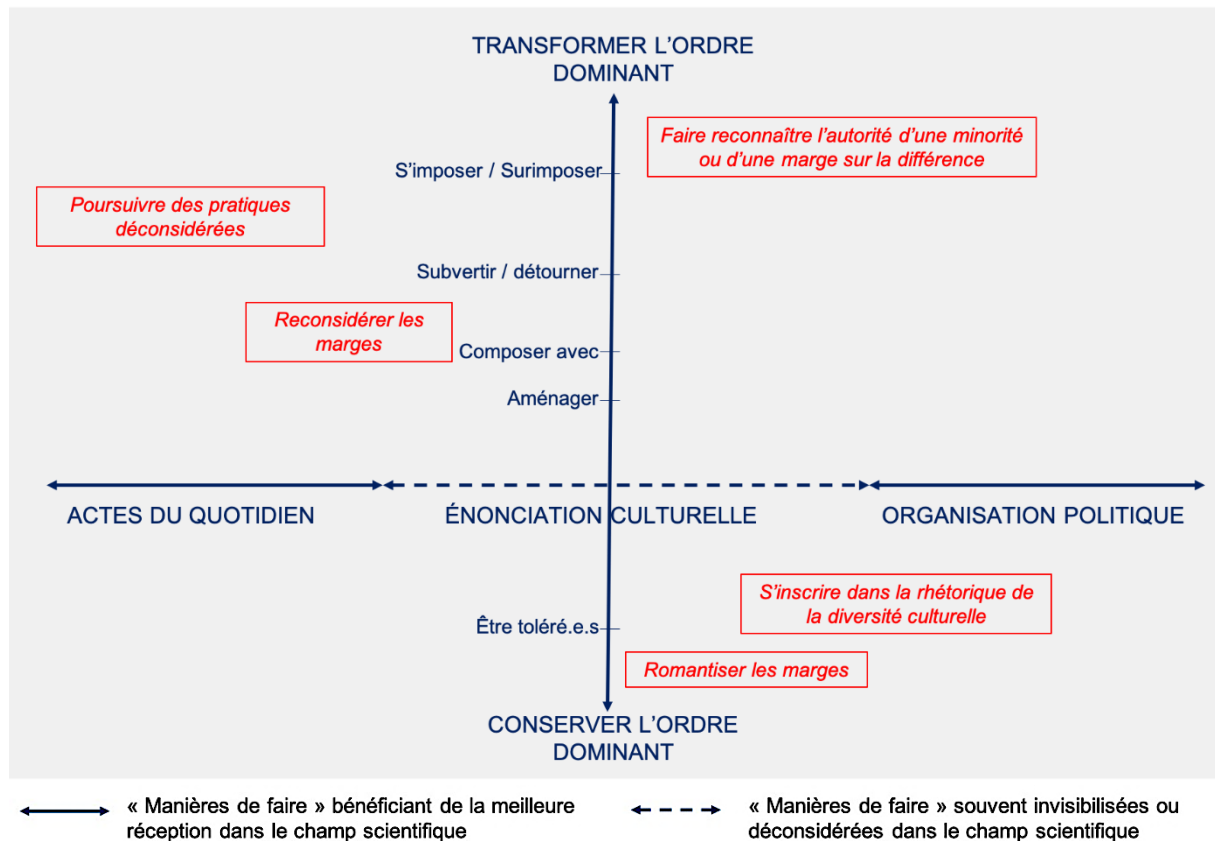 TRANSFORMER L'ORDRE
DOMINANT
Faire reconnaître l'autorité d'une minorité
ou d'une marge sur la différence
S'imposer / Surimposer
Poursuivre des pratiques
déconsidérées
Subvertir / détourner
Reconsidérer les
marges
Composer avec
Aménager
ACTES DU QUOTIDIEN
ÉNONCIATION CULTURELLE
ORGANISATION POLITIQUE
S'inscrire dans la rhétorique de
la diversité culturelle
Être toléré.e.s
Romantiser les marges
CONSERVER L'ORDRE
DOMINANT
« Manières de faire » bénéficiant de la meilleure
réception dans le champ scientifique
« Manières de faire » souvent invisibilisées ou
déconsidérées dans le champ scientifique